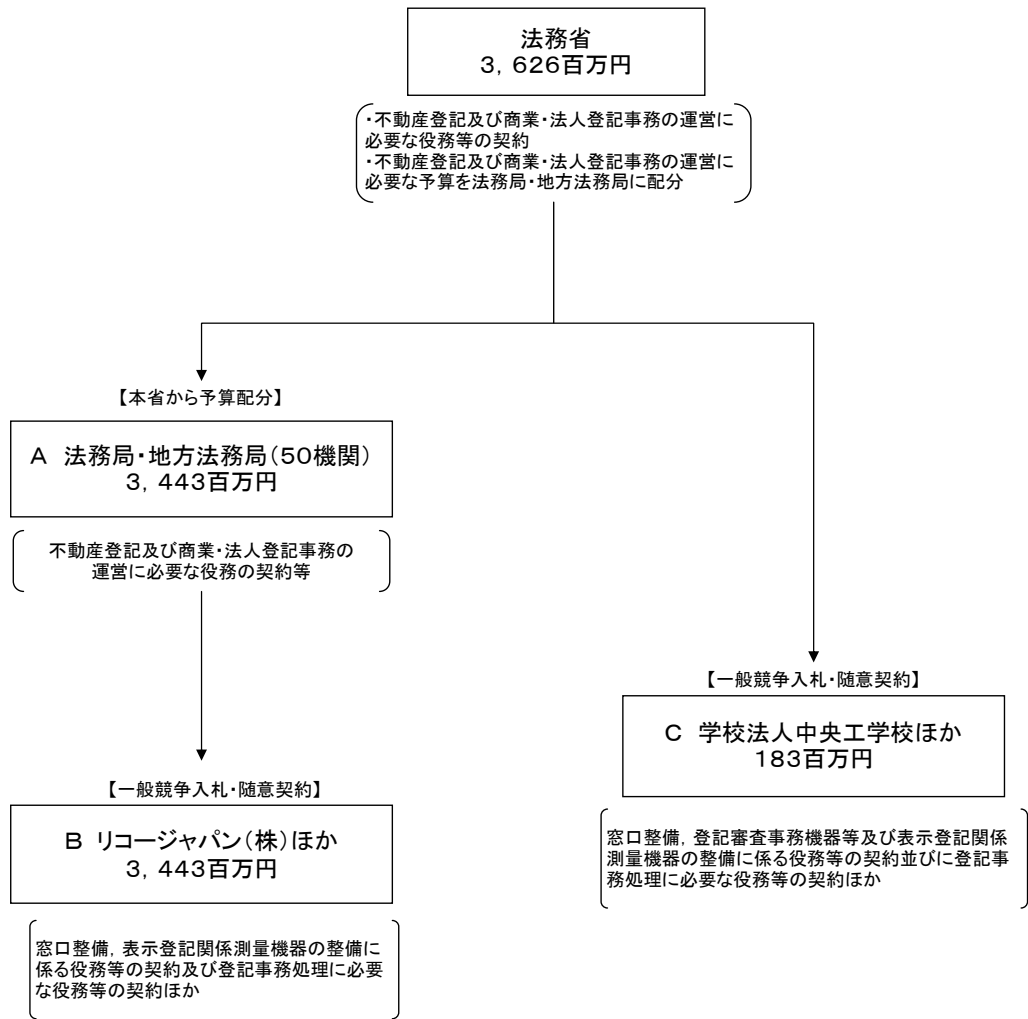 法務省
3，626百万円
・不動産登記及び商業・法人登記事務の運営に
必要な役務等の契約
・不動産登記及び商業・法人登記事務の運営に
必要な予算を法務局・地方法務局に配分
【本省から予算配分】
A　法務局・地方法務局（50機関）
3，443百万円
不動産登記及び商業・法人登記事務の
運営に必要な役務の契約等
【一般競争入札・随意契約】
B　リコージャパン（株）ほか
3，443百万円
窓口整備，表示登記関係測量機器の整備に
係る役務等の契約及び登記事務処理に必要
な役務等の契約ほか
【一般競争入札・随意契約】
C　学校法人中央工学校ほか
183百万円
窓口整備，登記審査事務機器等及び表示登記関係
測量機器の整備に係る役務等の契約並びに登記事
務処理に必要な役務等の契約ほか